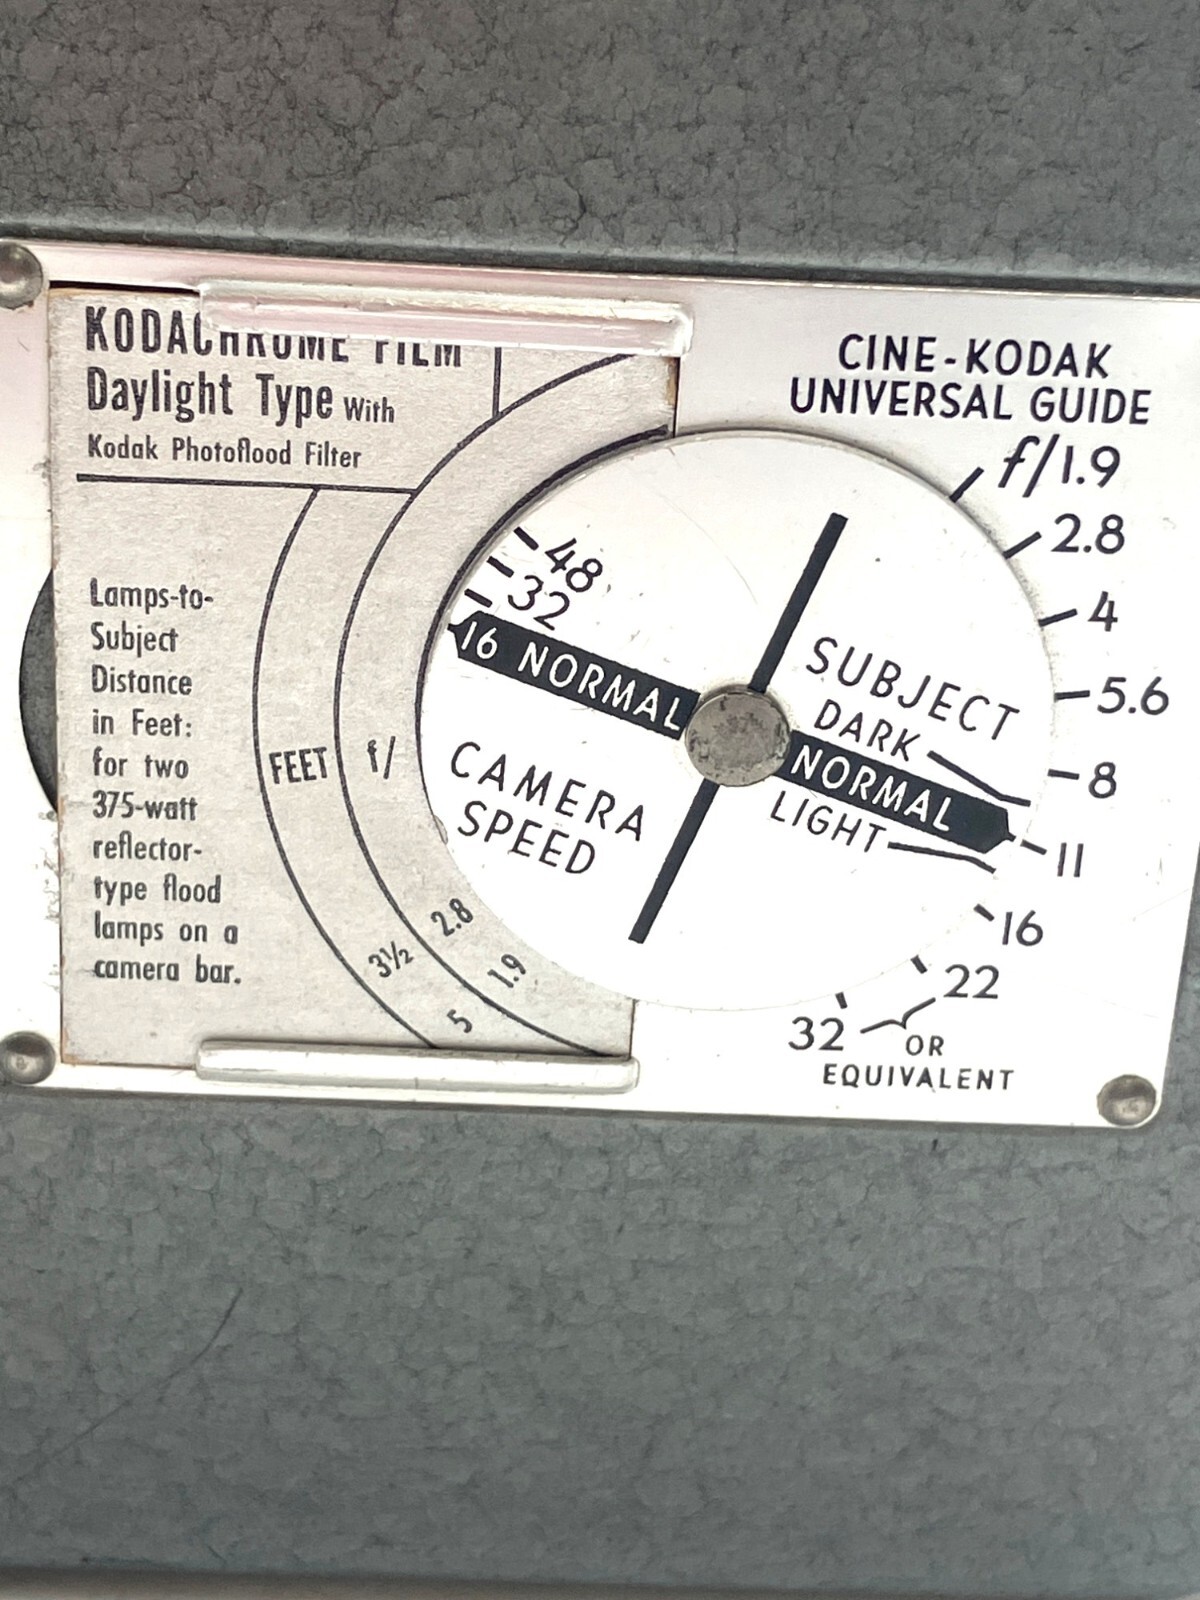 KODACHROME FILM
Daylight Type With
Kodak Photoflood Filter
Lamps-to-
Subject
Distance
in Feet:
for two
375-watt
reflector-
type flood
lamps on a
camera bar.
FEET
f/
3½
2.8
5
1.9
CINE-KODAK
UNIVERSAL GUIDE
f/1.9
2.8
4
5.6
8
11
16
22
32
OR
EQUIVALENT
48
32
16 NORMAL
CAMERA
SPEED
SUBJECT
DARK
NORMAL
LIGHT